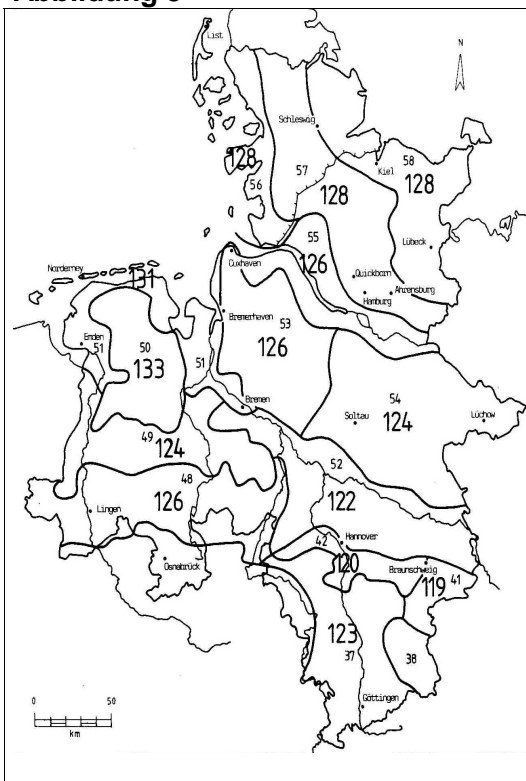 List
N
Schleswig
128
56
57
128
Kiel
58
128
55
126
Lübeck
Cuxhaven
Quickborn
Hamburg
Ahrensburg
Norderney
131
Bremerhaven
53
126
Emden
51
50
133
51
Bremen
54
124
Soltau
Lüchow
49
124
52
48
126
122
Lingen
Hannover
42
120
Osnabrück
Braunschweig
41
119
123
37
38
Göttingen
0 50
km